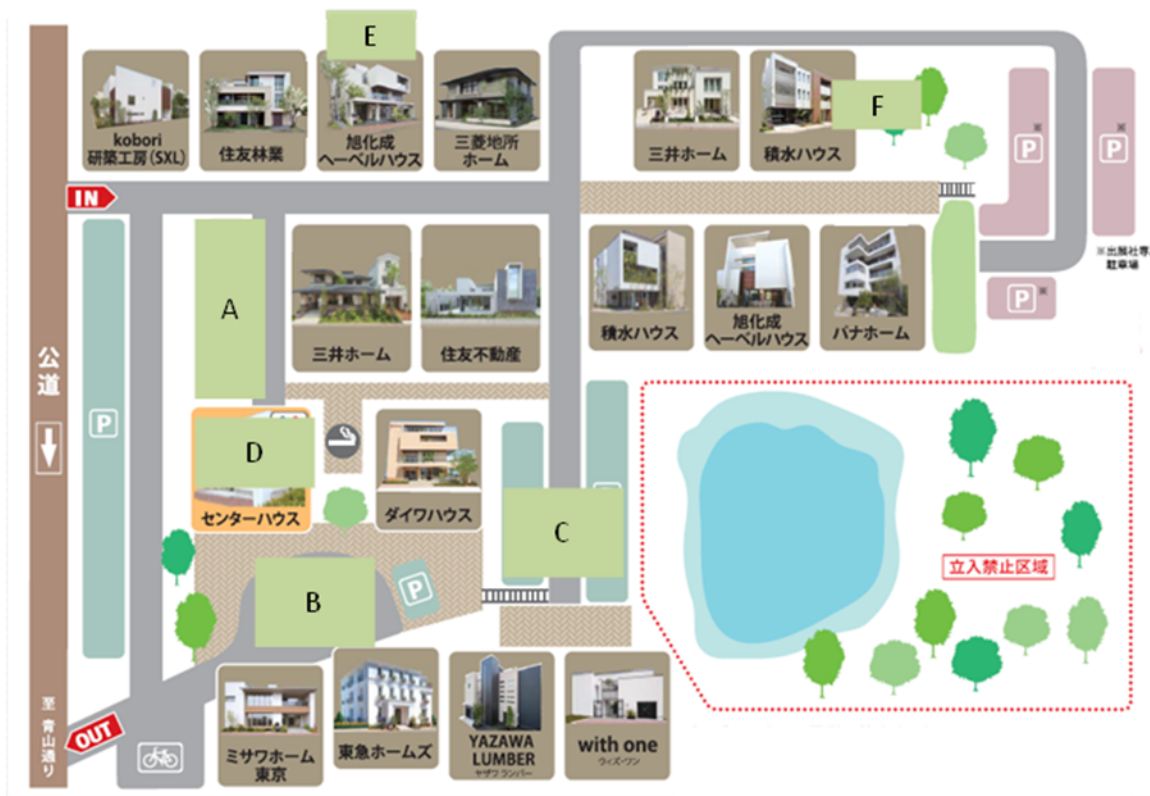 E
kobori
研築工房(SXL)
住友林業
旭化成
ヘーベルハウス
三菱地所
ホーム
三井ホーム
積水ハウス
F
P
※
P
※
IN
※出展社専
駐車場
P
※
A
三井ホーム
住友不動産
積水ハウス
旭化成
ヘーベルハウス
パナホーム
公道
P
D
センターハウス
ダイワハウス
C
立入禁止区域
B
P
至 青山通り
OUT
ミサワホーム
東京
東急ホームズ
YAZAWA
LUMBER
ヤザワ ランバー
with one
ウィズ・ワン